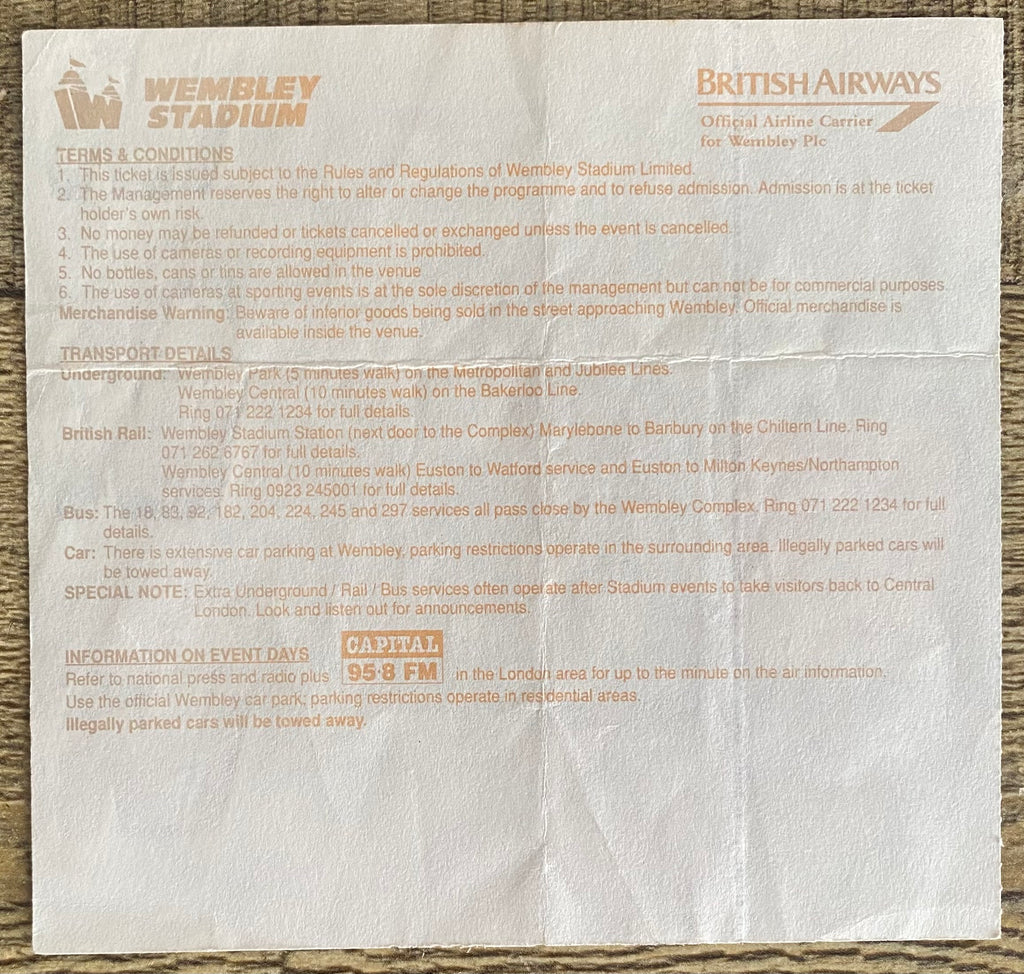 WEMBLEY
STADIUM
BRITISH AIRWAYS
Official Airline Carrier
for Wembley Plc
TERMS & CONDITIONS
1. This ticket is issued subject to the Rules and Regulations of Wembley Stadium Limited.
2. The Management reserves the right to alter or change the programme and to refuse admission. Admission is at the ticket
holder's own risk.
3. No money may be refunded or tickets cancelled or exchanged unless the event is cancelled.
4. The use of cameras or recording equipment is prohibited.
5. No bottles, cans or tins are allowed in the venue
6. The use of cameras at sporting events is at the sole discretion of the management but can not be for commercial purposes.
Merchandise Warning: Beware of inferior goods being sold in the street approaching Wembley. Official merchandise is
available inside the venue.
TRANSPORT DETAILS
Underground: Wembley Park (5 minutes walk) on the Metropolitan and Jubilee Lines.
Wembley Central (10 minutes walk) on the Bakerloo Line.
Ring 071 222 1234 for full details.
British Rail: Wembley Stadium Station (next door to the Complex) Marylebone to Banbury on the Chiltern Line. Ring
071 262 6767 for full details.
Wembley Central (10 minutes walk) Euston to Watford service and Euston to Milton Keynes/Northampton
services. Ring 0923 245001 for full details.
Bus: The 18, 83, 92, 182, 204, 224, 245 and 297 services all pass close by the Wembley Complex. Ring 071 222 1234 for full
details.
Car: There is extensive car parking at Wembley, parking restrictions operate in the surrounding area. Illegally parked cars will
be towed away.
SPECIAL NOTE: Extra Underground / Rail / Bus services often operate after Stadium events to take visitors back to Central
London. Look and listen out for announcements.
INFORMATION ON EVENT DAYS
CAPITAL
Refer to national press and radio plus 95·8 FM in the London area for up to the minute on the air information.
Use the official Wembley car park; parking restrictions operate in residential areas.
Illegally parked cars will be towed away.